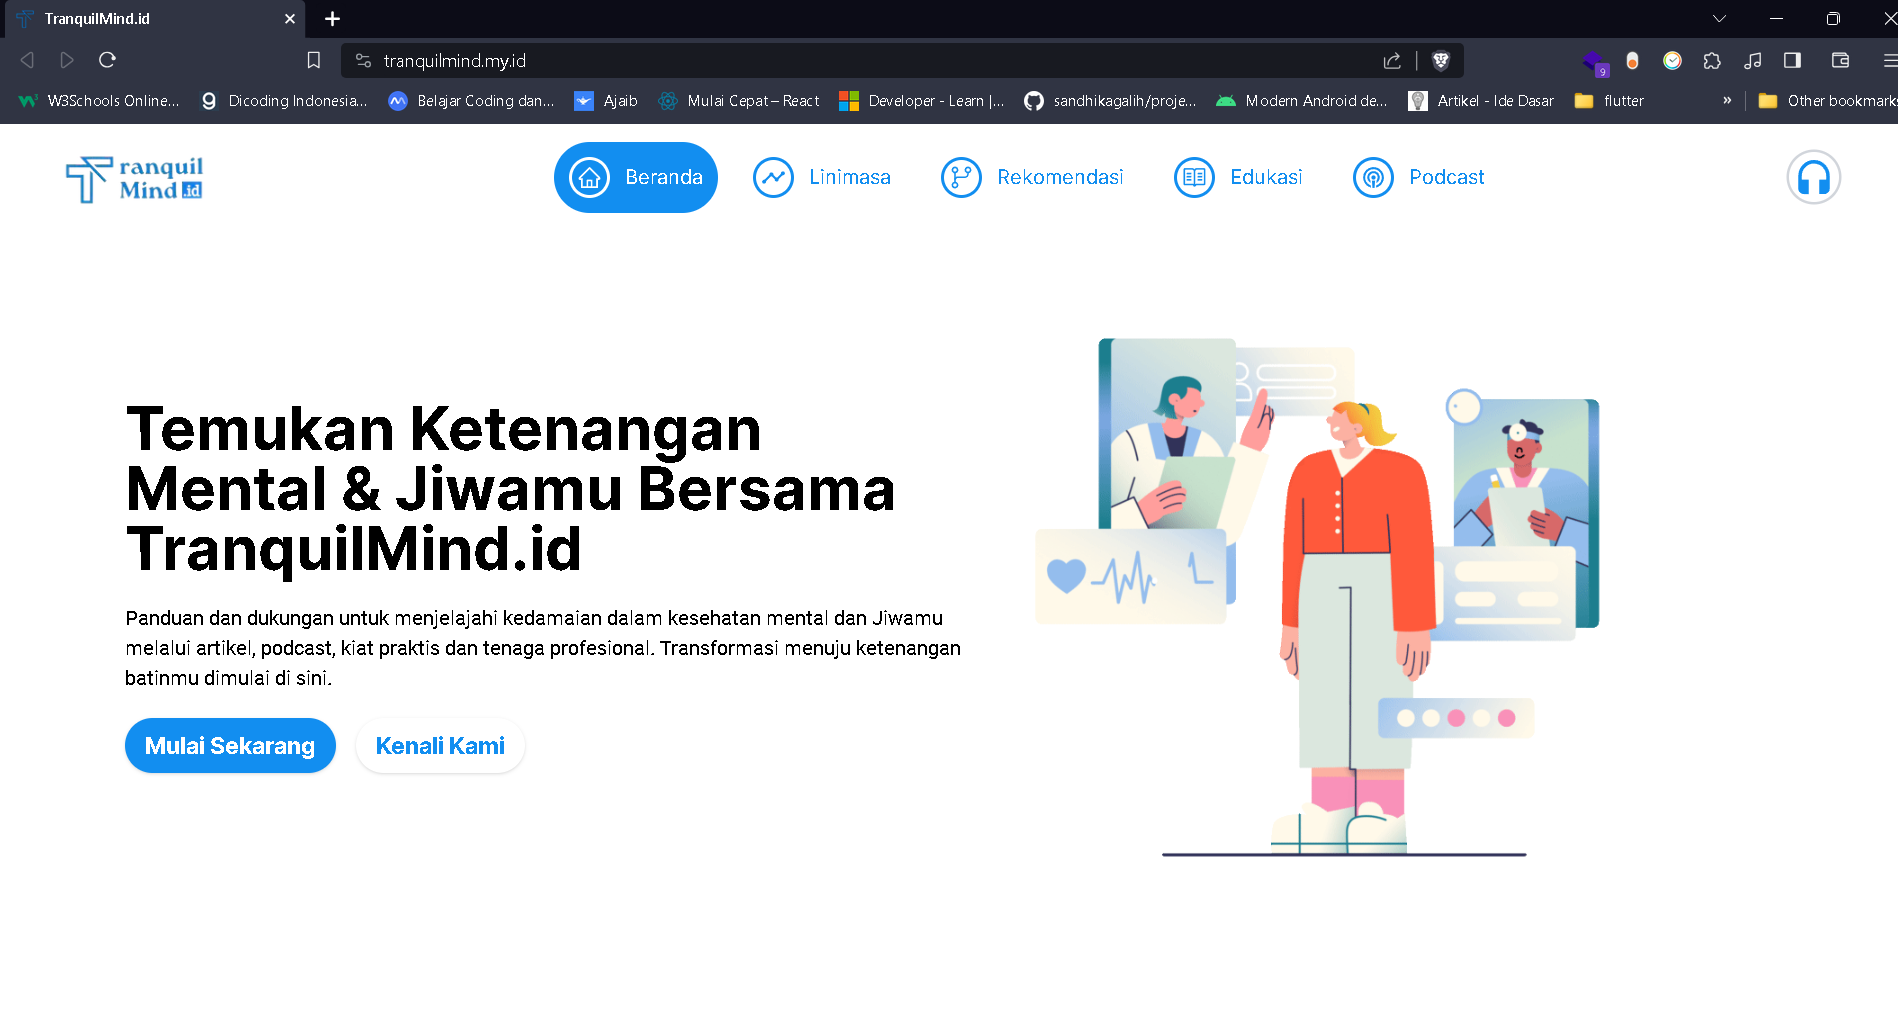 TranquilMind.id
tranquilmind.my.id
9
W3Schools Online...
Dicoding Indonesia...
Belajar Coding dan...
Ajaib
Mulai Cepat – React
Developer - Learn |...
sandhikagalih/proje...
Modern Android de...
Artikel - Ide Dasar
flutter
»
Other bookmarks
ranquil
Mind .id
Beranda
Linimasa
Rekomendasi
Edukasi
Podcast
Temukan Ketenangan
Mental & Jiwamu Bersama
TranquilMind.id
Panduan dan dukungan untuk menjelajahi kedamaian dalam kesehatan mental dan Jiwamu
melalui artikel, podcast, kiat praktis dan tenaga profesional. Transformasi menuju ketenangan
batinmu dimulai di sini.
Mulai Sekarang
Kenali Kami